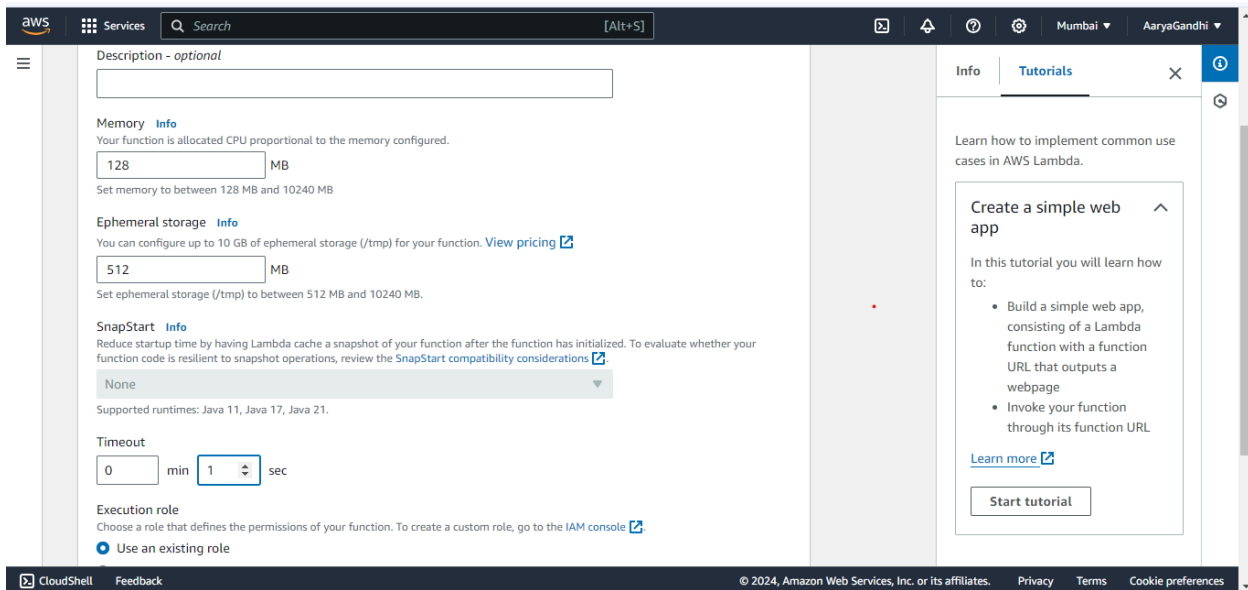 aws
Services
Search
[Alt+S]
Mumbai
AaryaGandhi
Description - optional
Memory Info
Your function is allocated CPU proportional to the memory configured.
128 MB
Set memory to between 128 MB and 10240 MB
Ephemeral storage Info
You can configure up to 10 GB of ephemeral storage (/tmp) for your function. View pricing
512 MB
Set ephemeral storage (/tmp) to between 512 MB and 10240 MB.
SnapStart Info
Reduce startup time by having Lambda cache a snapshot of your function after the function has initialized. To evaluate whether your
function code is resilient to snapshot operations, review the SnapStart compatibility considerations.
None
Supported runtimes: Java 11, Java 17, Java 21.
Timeout
0 min 1 sec
Execution role
Choose a role that defines the permissions of your function. To create a custom role, go to the IAM console.
Use an existing role
Info
Tutorials
Learn how to implement common use
cases in AWS Lambda.
Create a simple web
app
In this tutorial you will learn how
to:
• Build a simple web app,
consisting of a Lambda
function with a function
URL that outputs a
webpage
• Invoke your function
through its function URL
Learn more
Start tutorial
CloudShell
Feedback
© 2024, Amazon Web Services, Inc. or its affiliates.
Privacy
Terms
Cookie preferences